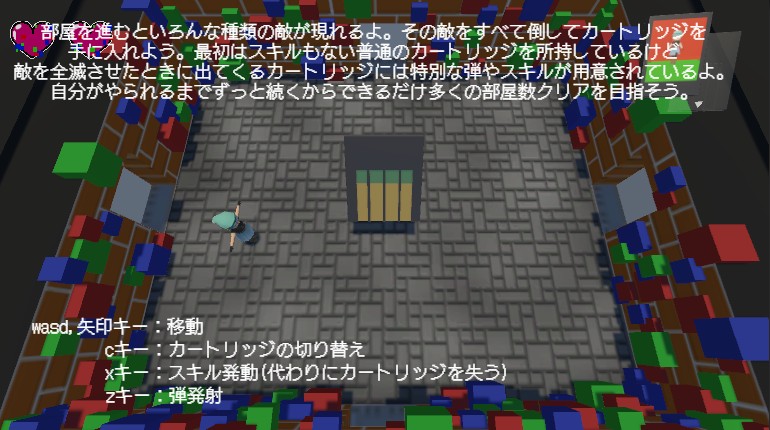 部屋を進むといろんな種類の敵が現れるよ。その敵をすべて倒してカートリッジを
手に入れよう。最初はスキルもない普通のカートリッジを所持しているけど
敵を全滅させたときに出てくるカートリッジには特別な弾やスキルが用意されているよ。
自分がやられるまでずっと続くからできるだけ多くの部屋数クリアを目指そう。
wasd,矢印キー：移動
cキー：カートリッジの切り替え
xキー：スキル発動(代わりにカートリッジを失う)
zキー：弾発射